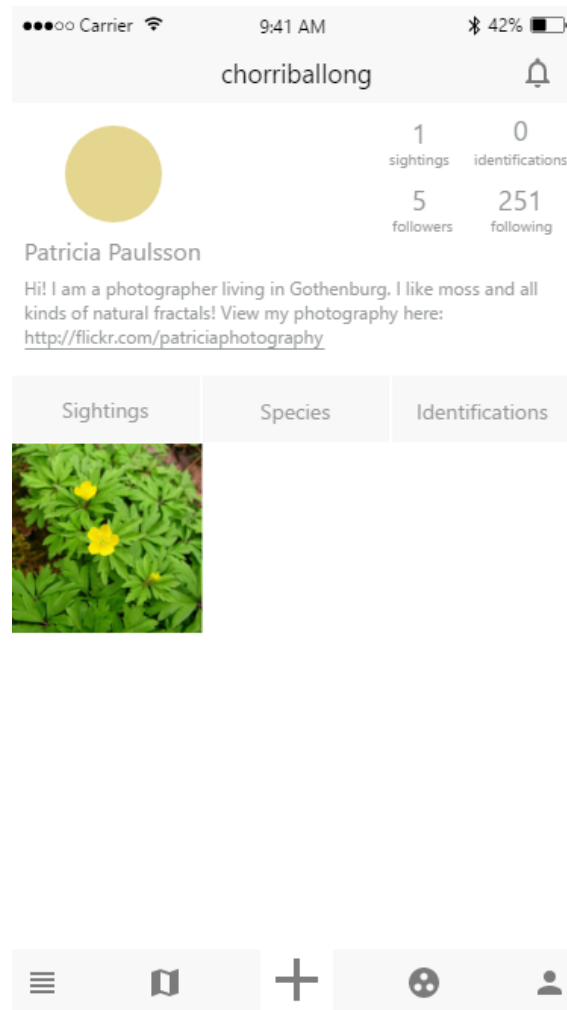 Carrier 9:41 AM 42%
chorriballong
1 0
sightings identifications
5 251
followers following
Patricia Paulsson
Hi! I am a photographer living in Gothenburg. I like moss and all
kinds of natural fractals! View my photography here:
http://flickr.com/patriciaphotography
Sightings Species Identifications